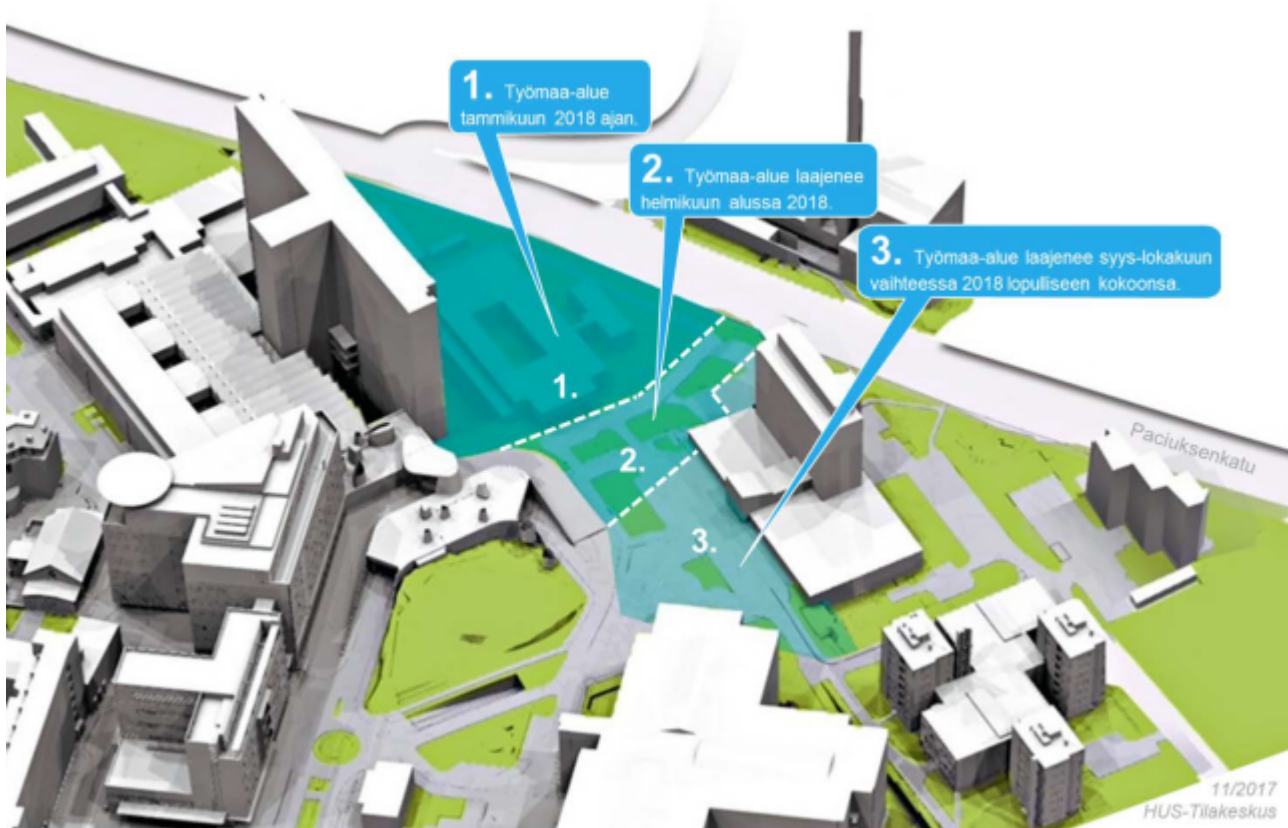 1. Työmaa-alue
tammikuun 2018 ajan.
2. Työmaa-alue laajenee
helmikuun alussa 2018.
3. Työmaa-alue laajenee syys-lokakuun
vaihteessa 2018 lopulliseen kokoonsa.
1.
2.
3.
Paciuksenkatu
11/2017
HUS-Tilakeskus